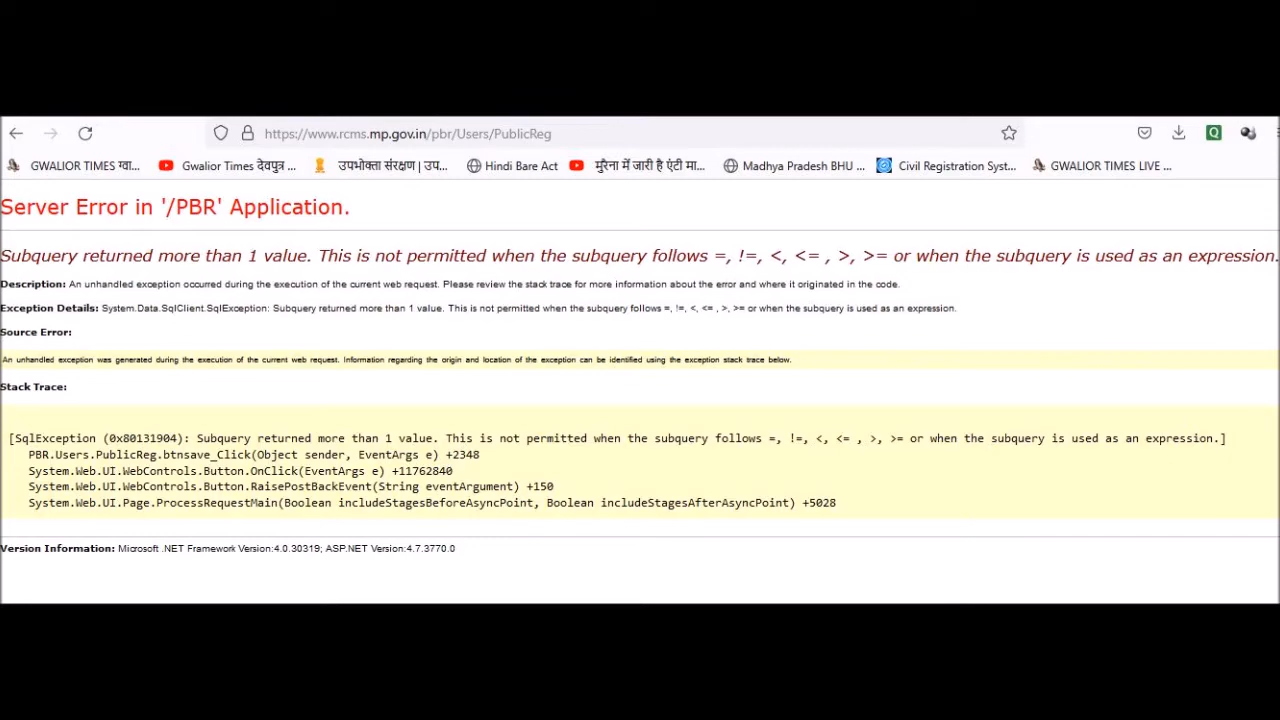 https://www.rcms.mp.gov.in/pbr/Users/PublicReg
GWALIOR TIMES ग्वा... Gwalior Times देवपुत्र ... उपभोक्ता संरक्षण | उप... Hindi Bare Act मुरैना में जारी है एंटी मा... Madhya Pradesh BHU ... Civil Registration Syst... GWALIOR TIMES LIVE ...
Server Error in '/PBR' Application.
Subquery returned more than 1 value. This is not permitted when the subquery follows =, !=, <, <= , >, >= or when the subquery is used as an expression.
Description: An unhandled exception occurred during the execution of the current web request. Please review the stack trace for more information about the error and where it originated in the code.
Exception Details: System.Data.SqlClient.SqlException: Subquery returned more than 1 value. This is not permitted when the subquery follows =, !=, <, <= , >, >= or when the subquery is used as an expression.
Source Error:
An unhandled exception was generated during the execution of the current web request. Information regarding the origin and location of the exception can be identified using the exception stack trace below.
Stack Trace:
[SqlException (0x80131904): Subquery returned more than 1 value. This is not permitted when the subquery follows =, !=, <, <= , >, >= or when the subquery is used as an expression.]
PBR.Users.PublicReg.btnsave_Click(Object sender, EventArgs e) +2348
System.Web.UI.WebControls.Button.OnClick(EventArgs e) +11762840
System.Web.UI.WebControls.Button.RaisePostBackEvent(String eventArgument) +150
System.Web.UI.Page.ProcessRequestMain(Boolean includeStagesBeforeAsyncPoint, Boolean includeStagesAfterAsyncPoint) +5028
Version Information: Microsoft .NET Framework Version:4.0.30319; ASP.NET Version:4.7.3770.0